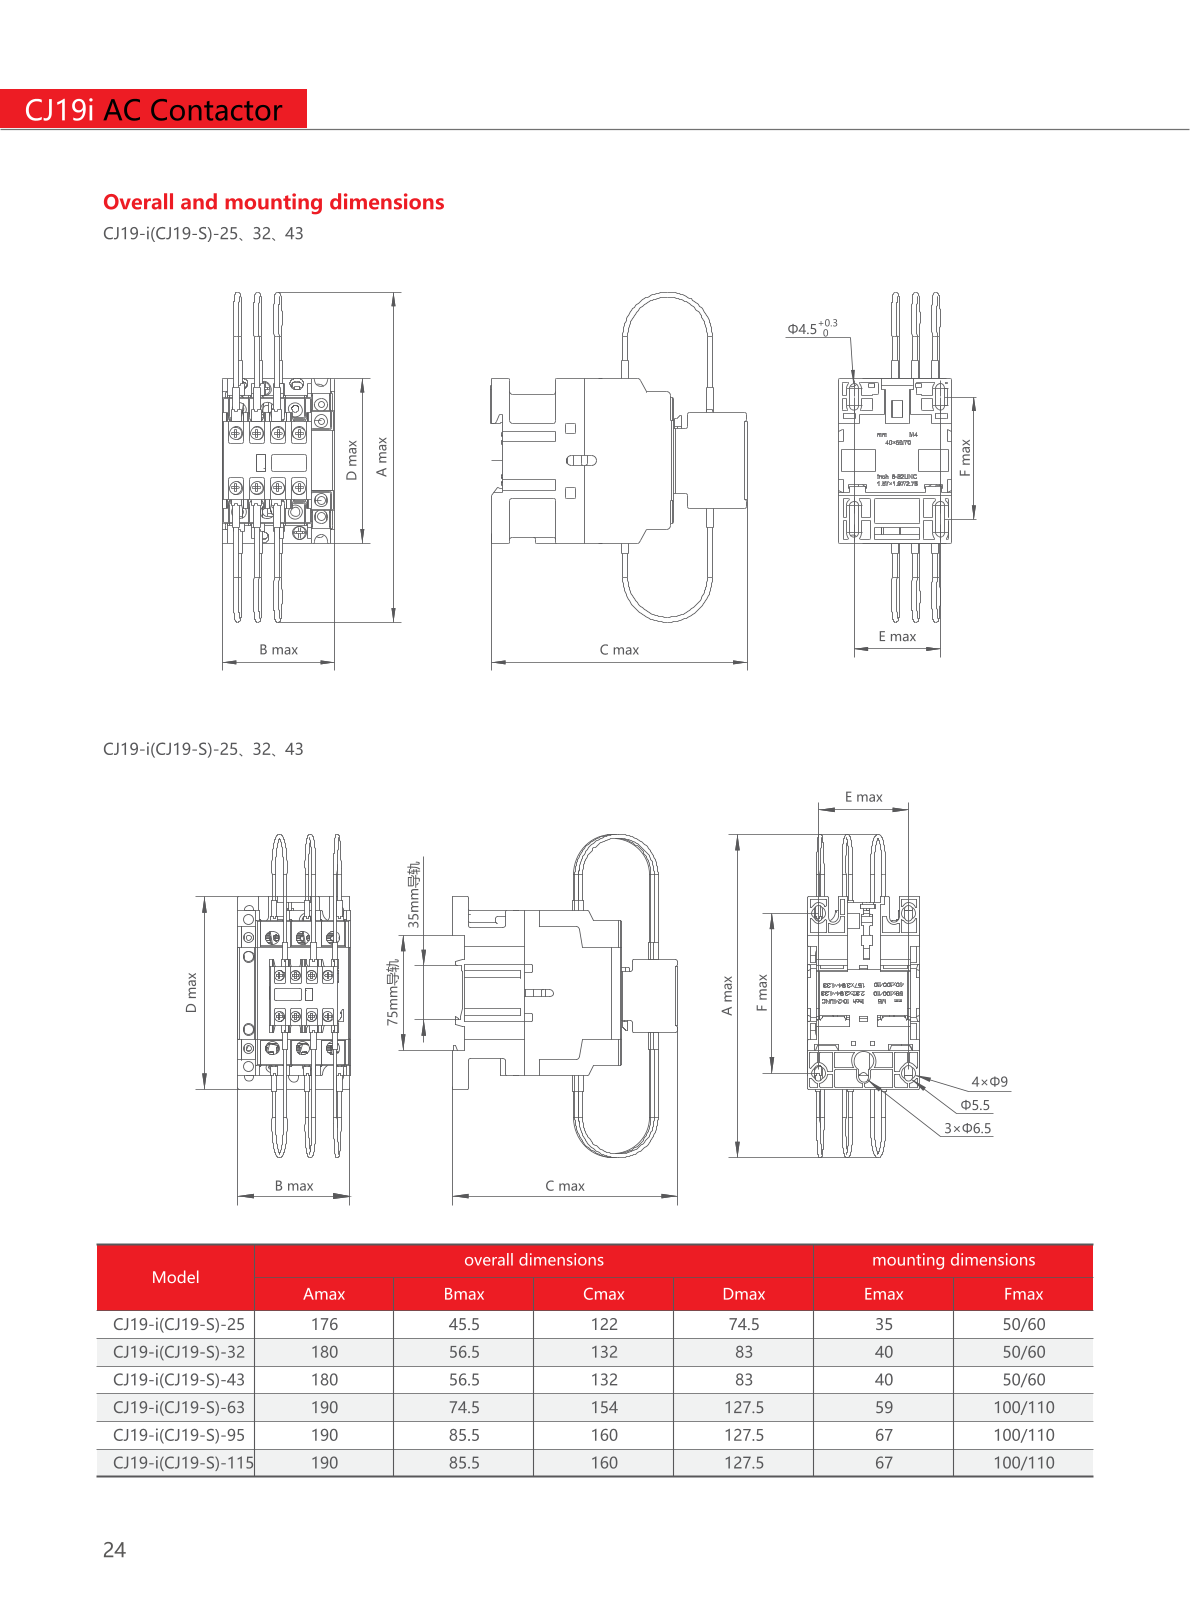 CJ19i AC Contactor
Overall and mounting dimensions
CJ19-i(CJ19-S)-25、32、43
Φ4.5 +0.3 0
mm M4
D max
A max
F max
B max
C max
E max
CJ19-i(CJ19-S)-25、32、43
E max
35mm导轨
75mm导轨
D max
A max
F max
4×Φ9
Φ5.5
3×Φ6.5
B max
C max
Model overall dimensions mounting dimensions
Amax Bmax Cmax Dmax Emax Fmax
CJ19-i(CJ19-S)-25 176 45.5 122 74.5 35 50/60
CJ19-i(CJ19-S)-32 180 56.5 132 83 40 50/60
CJ19-i(CJ19-S)-43 180 56.5 132 83 40 50/60
CJ19-i(CJ19-S)-63 190 74.5 154 127.5 59 100/110
CJ19-i(CJ19-S)-95 190 85.5 160 127.5 67 100/110
CJ19-i(CJ19-S)-115 190 85.5 160 127.5 67 100/110
24